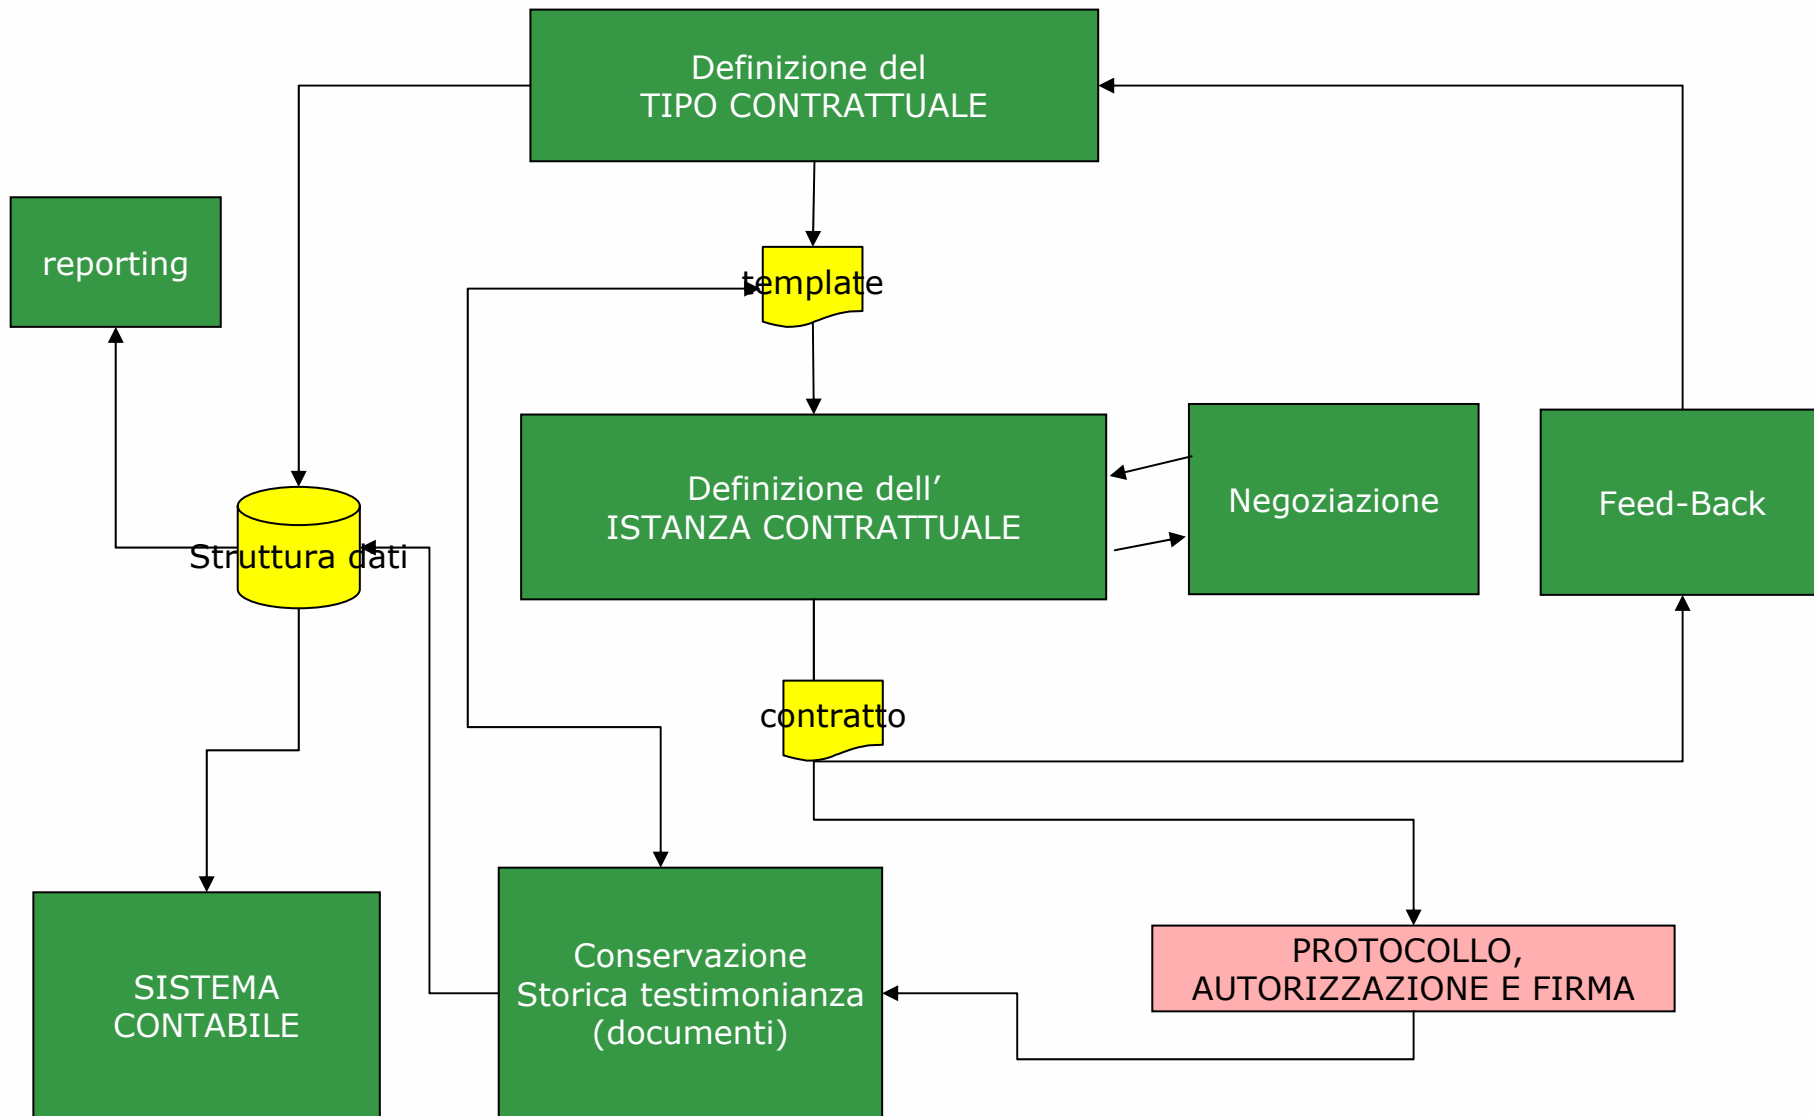 Definizione del
TIPO CONTRATTUALE
reporting
template
Definizione dell’
ISTANZA CONTRATTUALE
Negoziazione
Feed-Back
Struttura dati
contratto
SISTEMA
CONTABILE
Conservazione
Storica testimonianza
(documenti)
PROTOCOLLO,
AUTORIZZAZIONE E FIRMA